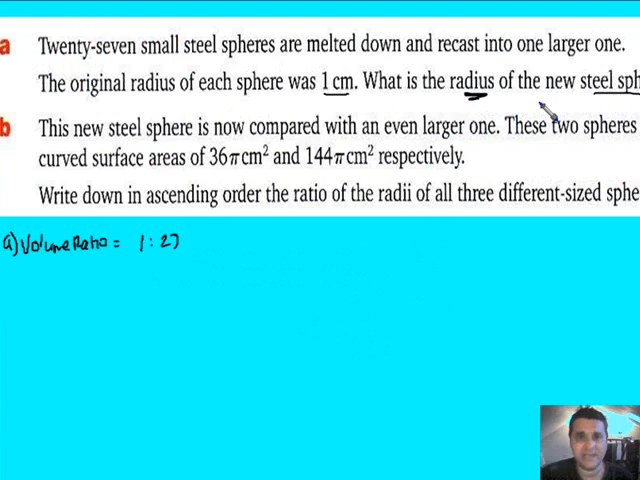 a Twenty-seven small steel spheres are melted down and recast into one larger one.
The original radius of each sphere was 1 cm. What is the radius of the new steel sph
b This new steel sphere is now compared with an even larger one. These two spheres
curved surface areas of 36π cm² and 144π cm² respectively.
Write down in ascending order the ratio of the radii of all three different-sized sphe
a) Volume Ratio = 1 : 27